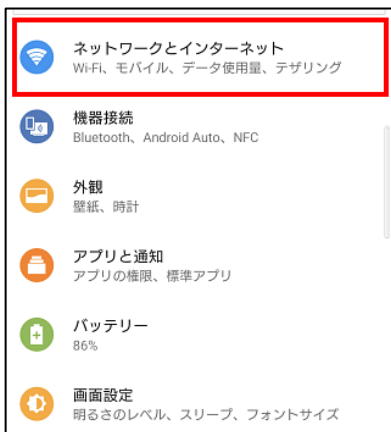 ネットワークとインターネット
Wi-Fi、モバイル、データ使用量、テザリング
機器接続
Bluetooth、Android Auto、NFC
外観
壁紙、時計
アプリと通知
アプリの権限、標準アプリ
バッテリー
86%
画面設定
明るさのレベル、スリープ、フォントサイズ